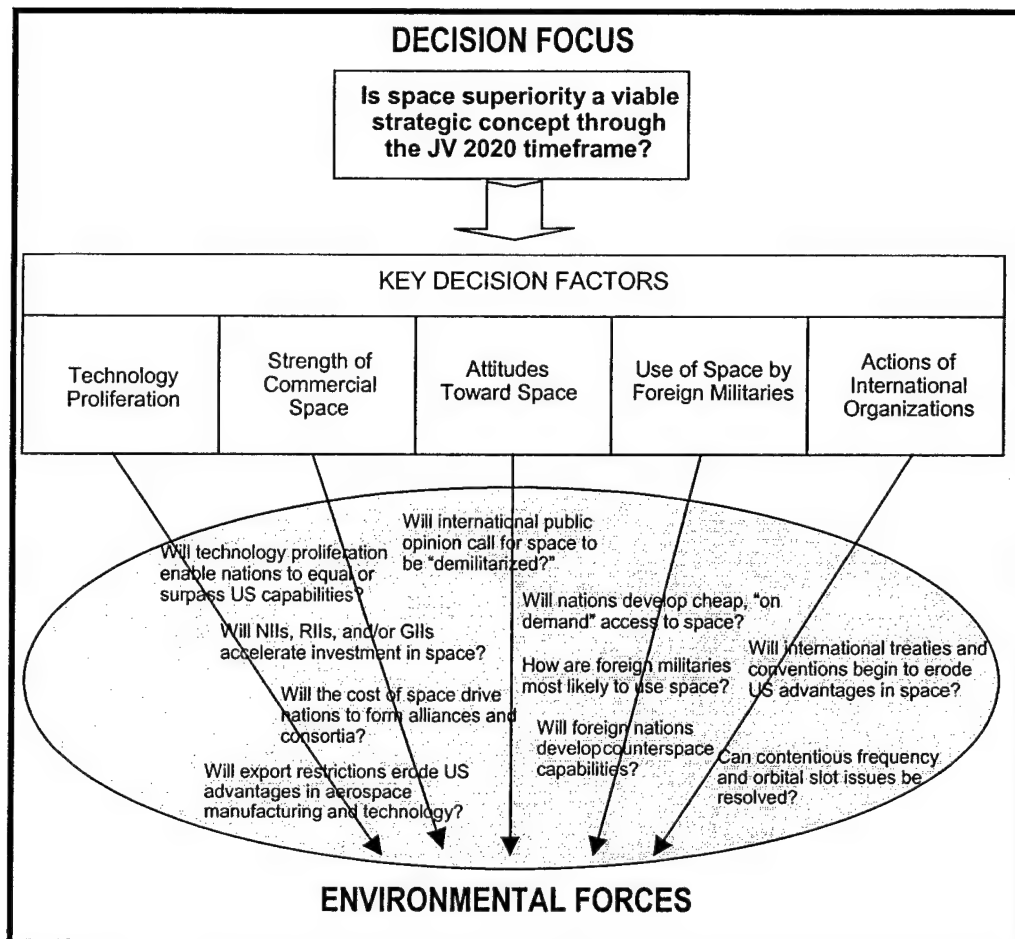 DECISION FOCUS
Is space superiority a viable
strategic concept through
the JV 2020 timeframe?
KEY DECISION FACTORS
Technology
Proliferation
Strength of
Commercial
Space
Attitudes
Toward Space
Use of Space by
Foreign Militaries
Actions of
International
Organizations
Will international public
opinion call for space to
be "demilitarized?"
Will technology proliferation
enable nations to equal or
surpass US capabilities?
Will nations develop cheap, "on
demand" access to space?
Will NIIs, RIIs, and/or GIIs
accelerate investment in space?
Will international treaties and
conventions begin to erode
US advantages in space?
How are foreign militaries
most likely to use space?
Will the cost of space drive
nations to form alliances and
consortia?
Will foreign nations
develop counterspace
capabilities?
Can contentious frequency
and orbital slot issues be
resolved?
Will export restrictions erode US
advantages in aerospace
manufacturing and technology?
ENVIRONMENTAL FORCES